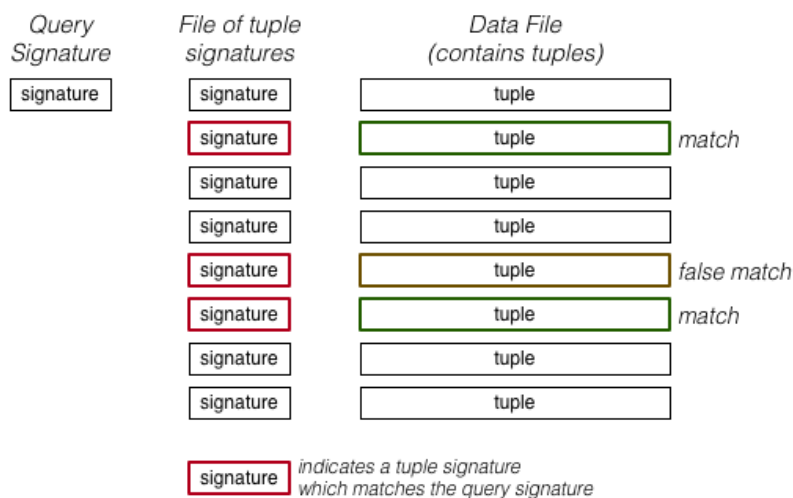 Query
Signature
File of tuple
signatures
Data File
(contains tuples)
signature
signature
tuple
signature
tuple
match
signature
tuple
signature
tuple
signature
tuple
false match
signature
tuple
match
signature
tuple
signature
tuple
signature
indicates a tuple signature
which matches the query signature